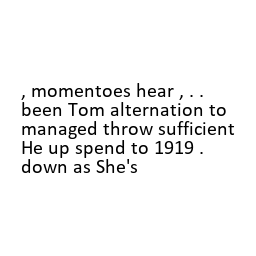 , momentoes hear , . .
been Tom alternation to
managed throw sufficient
He up spend to 1919 .
down as She's